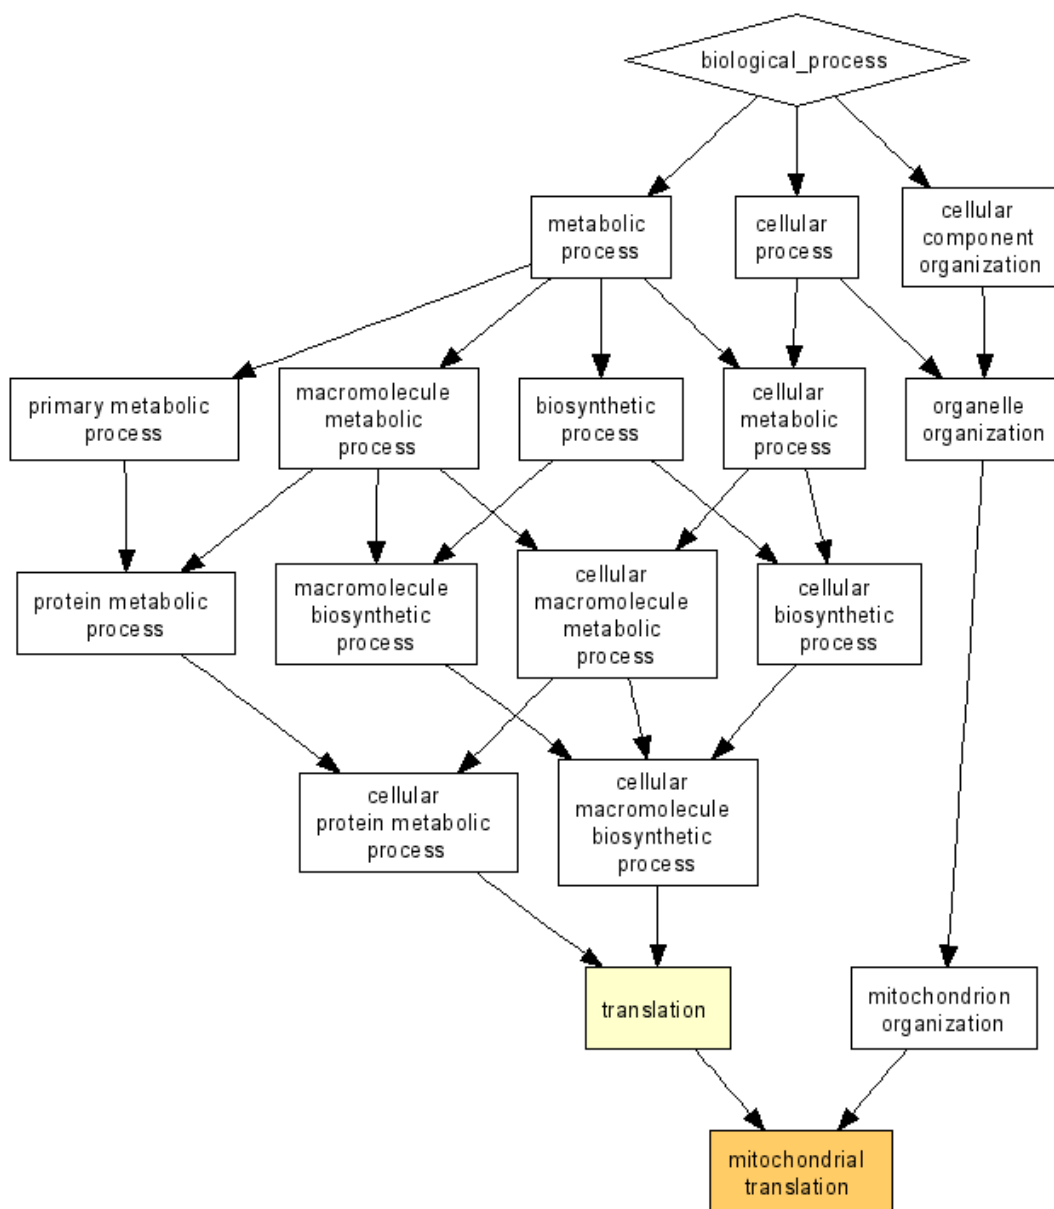 biological_process
metabolic
process
cellular
process
cellular
component
organization
primary metabolic
process
macromolecule
metabolic
process
biosynthetic
process
cellular
metabolic
process
organelle
organization
protein metabolic
process
macromolecule
biosynthetic
process
cellular
macromolecule
metabolic
process
cellular
biosynthetic
process
cellular
protein metabolic
process
cellular
macromolecule
biosynthetic
process
translation
mitochondrion
organization
mitochondrial
translation